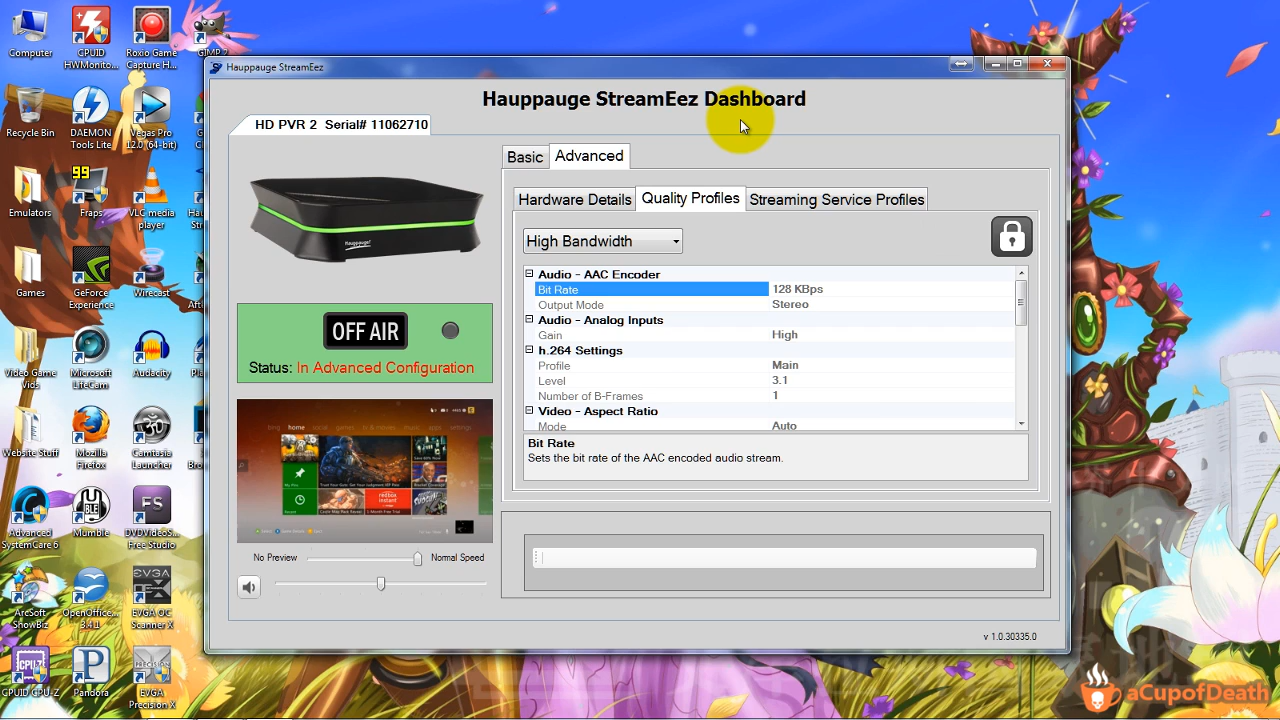 Computer
CPUID
HWMonito...
Roxio Game
Capture H...
GIMP 2
Recycle Bin
DAEMON
Tools Lite
Vegas Pro
12.0 (64-bit)
Emulators
99
Fraps
VLC media
player
Games
GeForce
Experience
Wirecast
Video Game
Vids
Microsoft
LifeCam
Audacity
Website Stuff
Mozilla
Firefox
Camtasia
Launcher
Advanced
SystemCare 6
Mumble
FS
DVDVideoS...
Free Studio
ArcSoft
ShowBiz
OpenOffice...
3.4.1
EVGA
EVGA OC
Scanner X
CPUID GPU-Z
Pandora
EVGA
Precision X
Hauppauge StreamEez
Hauppauge StreamEez Dashboard
HD PVR 2 Serial# 11062710
Hauppauge!
OFF AIR
Status: In Advanced Configuration
home
No Preview
Normal Speed
Basic
Advanced
Hardware Details
Quality Profiles
Streaming Service Profiles
High Bandwidth
Audio - AAC Encoder
Bit Rate 128 KBps
Output Mode Stereo
Audio - Analog Inputs
Gain High
h.264 Settings
Profile Main
Level 3.1
Number of B-Frames 1
Video - Aspect Ratio
Mode Auto
Bit Rate
Sets the bit rate of the AAC encoded audio stream.
v 1.0.30335.0
aCupofDeath